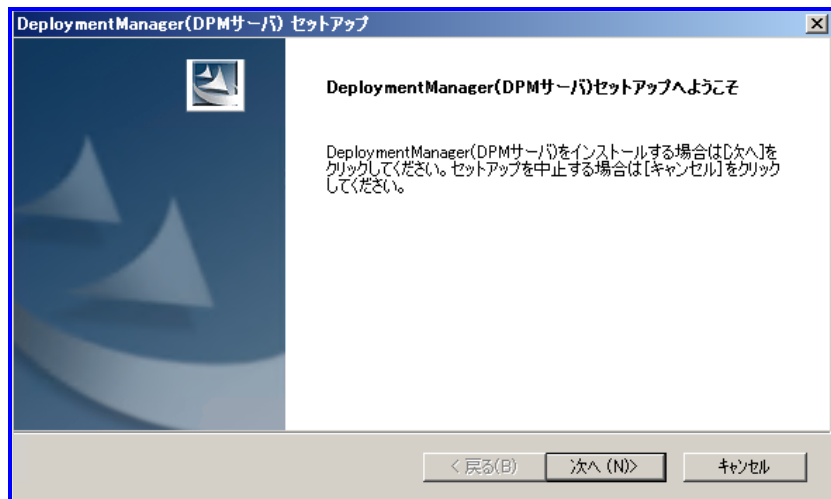 DeploymentManager(DPMサーバ) セットアップ
DeploymentManager(DPMサーバ)セットアップへようこそ
DeploymentManager(DPMサーバ)をインストールする場合は[次へ]を
クリックしてください。セットアップを中止する場合は[キャンセル]をクリック
してください。
< 戻る(B)
次へ (N)>
キャンセル